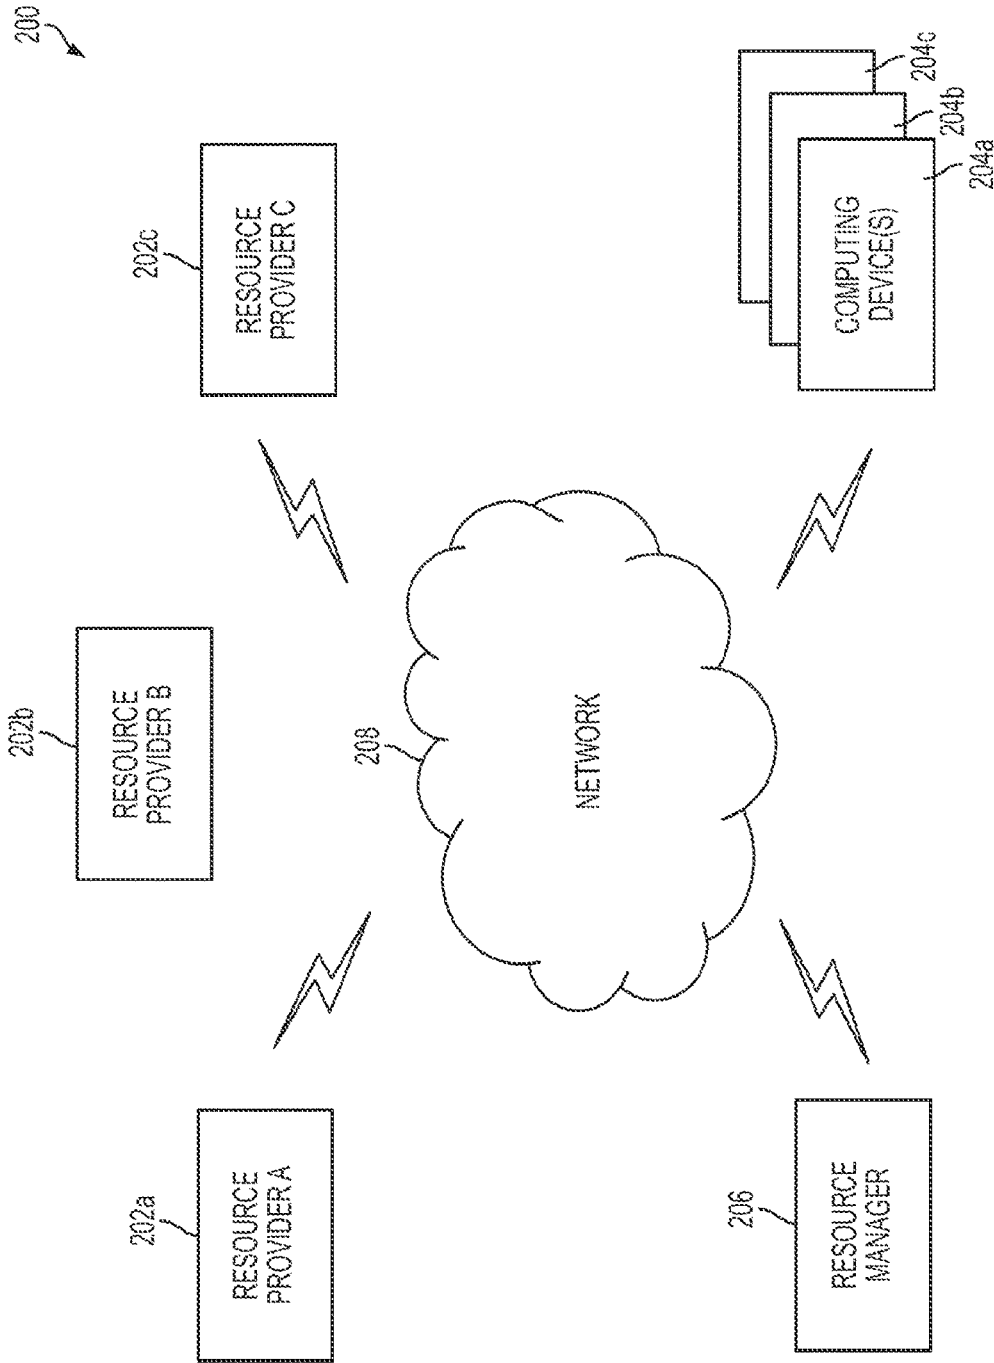 200
202b
RESOURCE
PROVIDER B
202a
RESOURCE
PROVIDER A
202c
RESOURCE
PROVIDER C
208
NETWORK
206
RESOURCE
MANAGER
COMPUTING
DEVICE(S)
204c
204b
204a